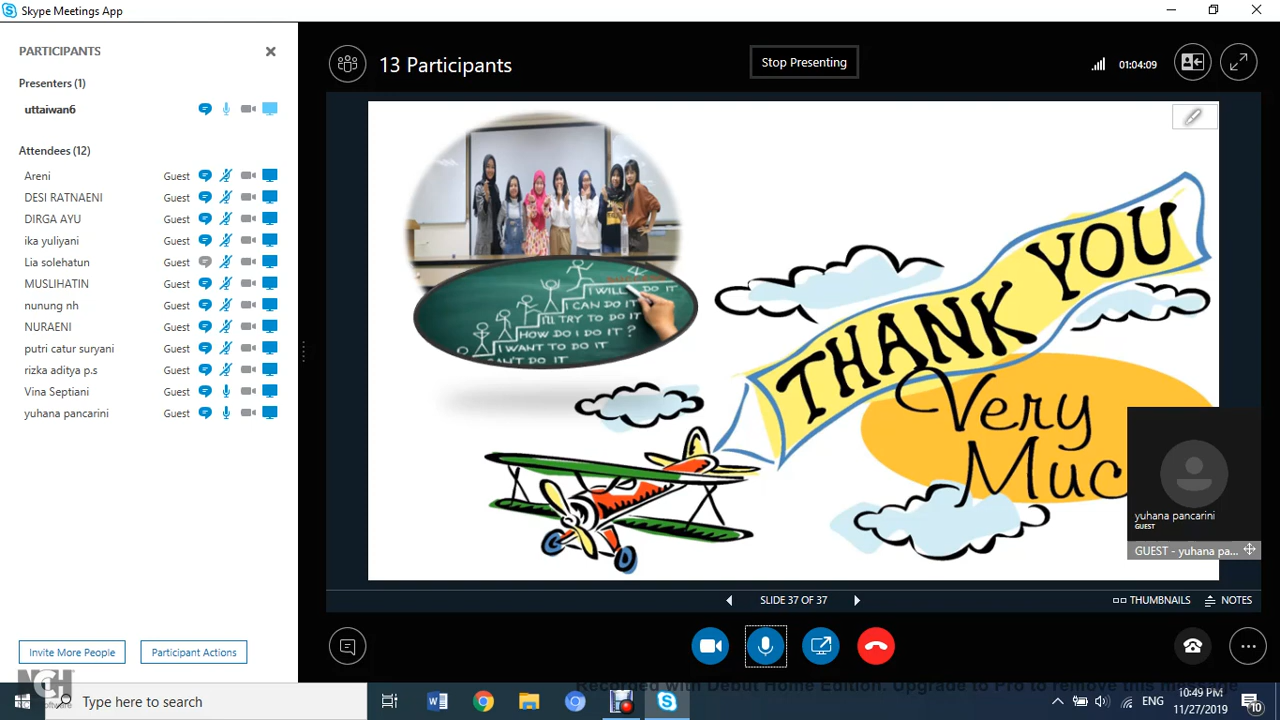 Skype Meetings App
PARTICIPANTS
Presenters (1)
uttaiwan6
Attendees (12)
Areni Guest
DESI RATNAENI Guest
DIRGA AYU Guest
ika yuliyani Guest
Lia solehatun Guest
MUSLIHATIN Guest
nunung nh Guest
NURAENI Guest
putri catur suryani Guest
rizka aditya p.s Guest
Vina Septiani Guest
yuhana pancarini Guest
Invite More People
Participant Actions
13 Participants
Stop Presenting
01:04:09
I WILL DO IT
I CAN DO IT
I'LL TRY TO DO IT
HOW DO I DO IT ?
I WANT TO DO IT
CAN'T DO IT
THANK YOU
Very
Muc
yuhana pancarini
GUEST
GUEST - yuhana pa...
SLIDE 37 OF 37
THUMBNAILS
NOTES
NCH
Software
Recorded with Debut Home Edition. Upgrade to Pro to remove this message
Type here to search
ENG
10:49 PM
11/27/2019
10